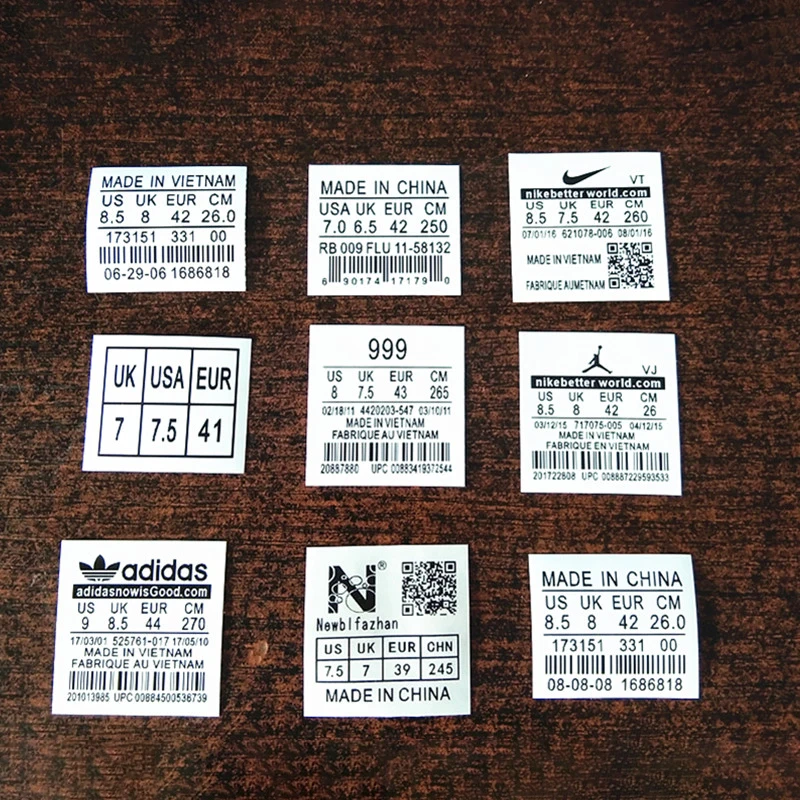 MADE IN VIETNAM
US UK EUR CM
8.5 8 42 26.0
173151 331 00
06-29-06 1686818
MADE IN CHINA
USA UK EUR CM
7.0 6.5 42 250
RB 009 FLU 11-58132
6 90174 17179 0
VT
nikebetterworld.com
US UK EUR CM
8.5 7.5 42 260
07/01/16 621078-006 08/01/16
MADE IN VIETNAM
FABRIQUE AUMETNAM
UK USA EUR
7 7.5 41
999
US UK EUR CM
8 7.5 43 265
02/18/11 4420203-547 03/10/11
MADE IN VIETNAM
FABRIQUE AU VIETNAM
20887880 UPC 00883419372544
VJ
nikebetterworld.com
US UK EUR CM
8.5 8 42 26
03/12/15 717075-005 04/12/15
MADE IN VIETNAM
FABRIQUE EN VIETNAM
201722808 UPC 008887229593533
adidas
adidasnowisGood.com
US UK EUR CM
9 8.5 44 270
17/03/01 525761-017 17/05/10
MADE IN VIETNAM
FABRIQUE AU VIETNAM
201013985 UPC 00884500536739
N®
Newblfazhan
US UK EUR CHN
7.5 7 39 245
MADE IN CHINA
MADE IN CHINA
US UK EUR CM
8.5 8 42 26.0
173151 331 00
08-08-08 1686818